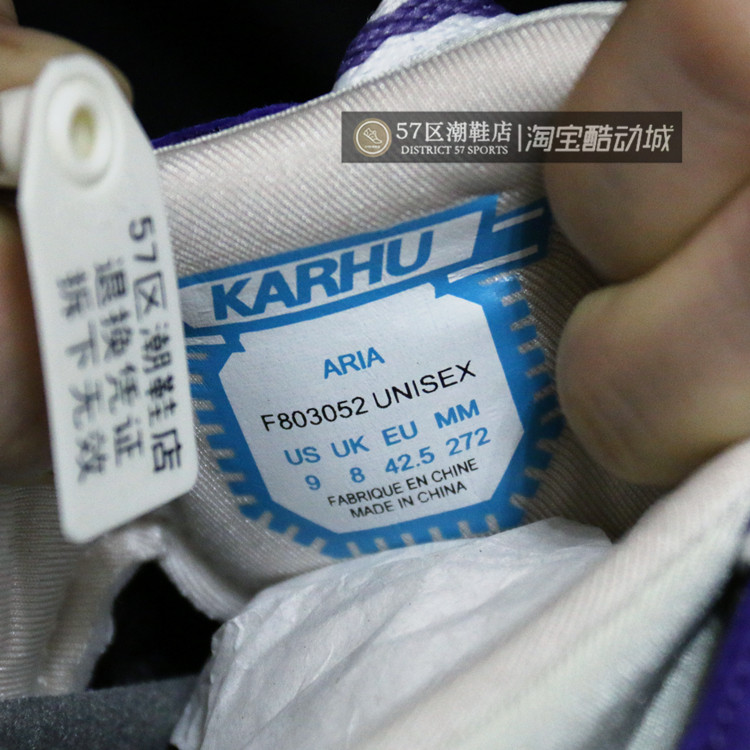 57区潮鞋店
DISTRICT 57 SPORTS
淘宝酷动城
57区潮鞋店
退换凭证
拆下无效
KARHU
ARIA
F803052 UNISEX
US UK EU MM
9 8 42.5 272
FABRIQUE EN CHINE
MADE IN CHINA